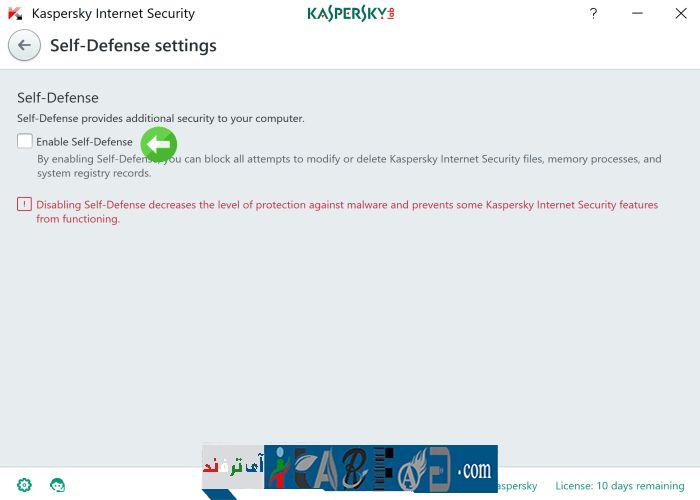 Kaspersky Internet Security
KASPERSKY lab
?
Self-Defense settings
Self-Defense
Self-Defense provides additional security to your computer.
Enable Self-Defense
By enabling Self-Defens you can block all attempts to modify or delete Kaspersky Internet Security files, memory processes, and
system registry records.
! Disabling Self-Defense decreases the level of protection against malware and prevents some Kaspersky Internet Security features
from functioning.
آی ترفند
.com
aspersky
License: 10 days remaining